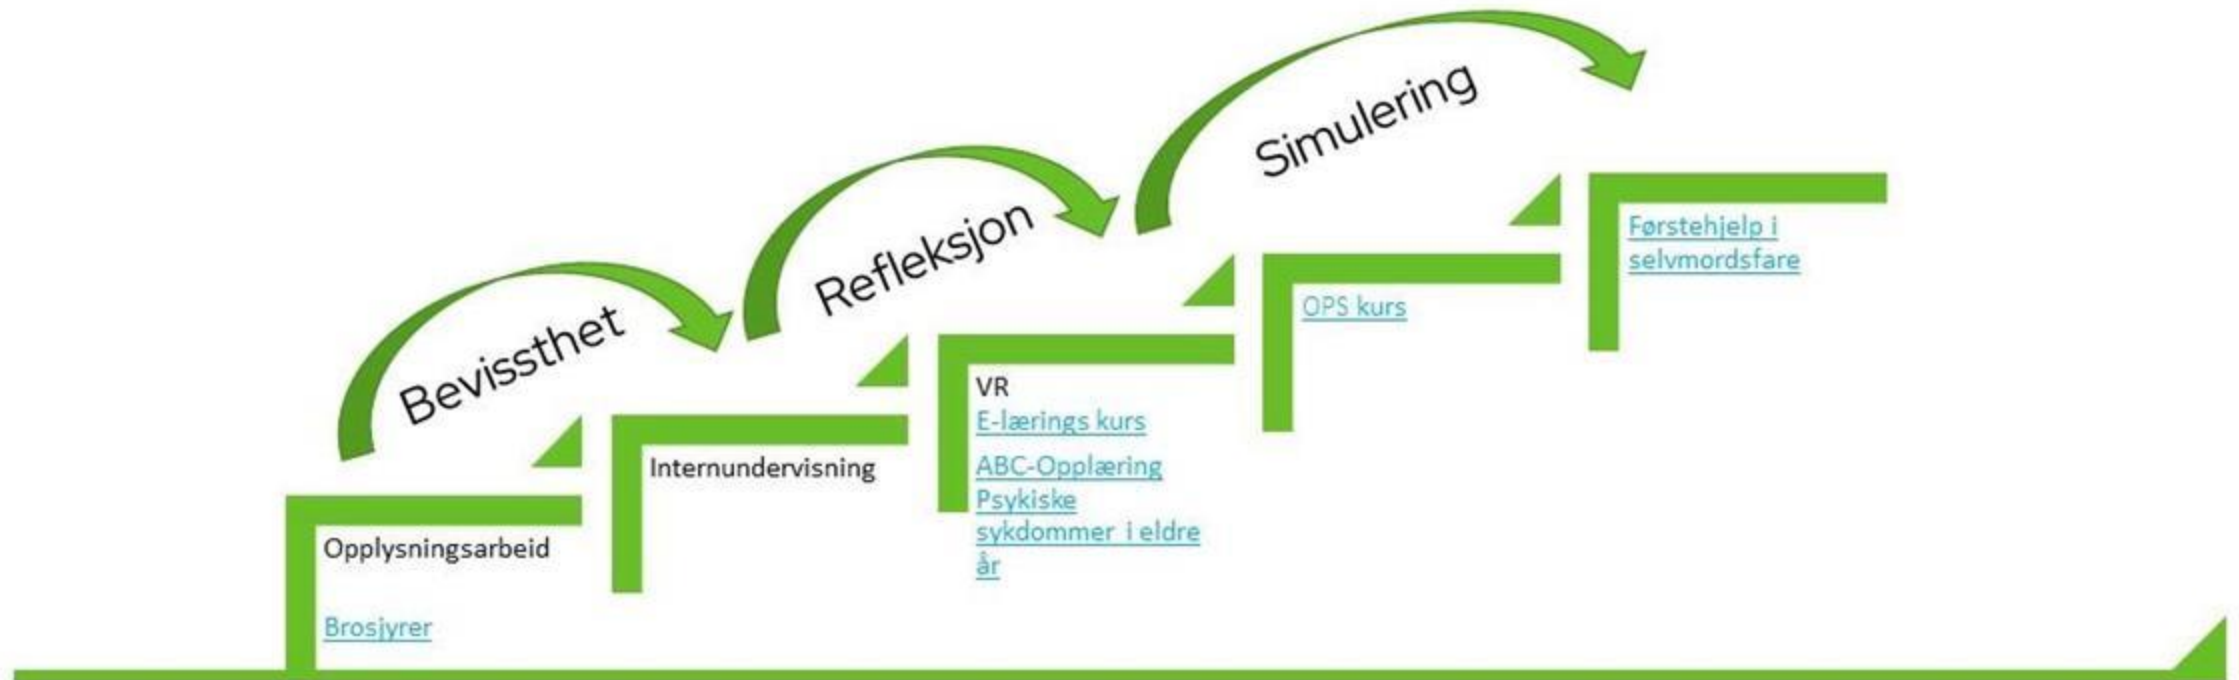 Bevissthet
Refleksjon
Simulering
Opplysningsarbeid
Brosjyrer
Internundervisning
VR
E-lærings kurs
ABC-Opplæring
Psykiske
sykdommer i eldre
år
OPS kurs
Førstehjelp i
selvmordsfare